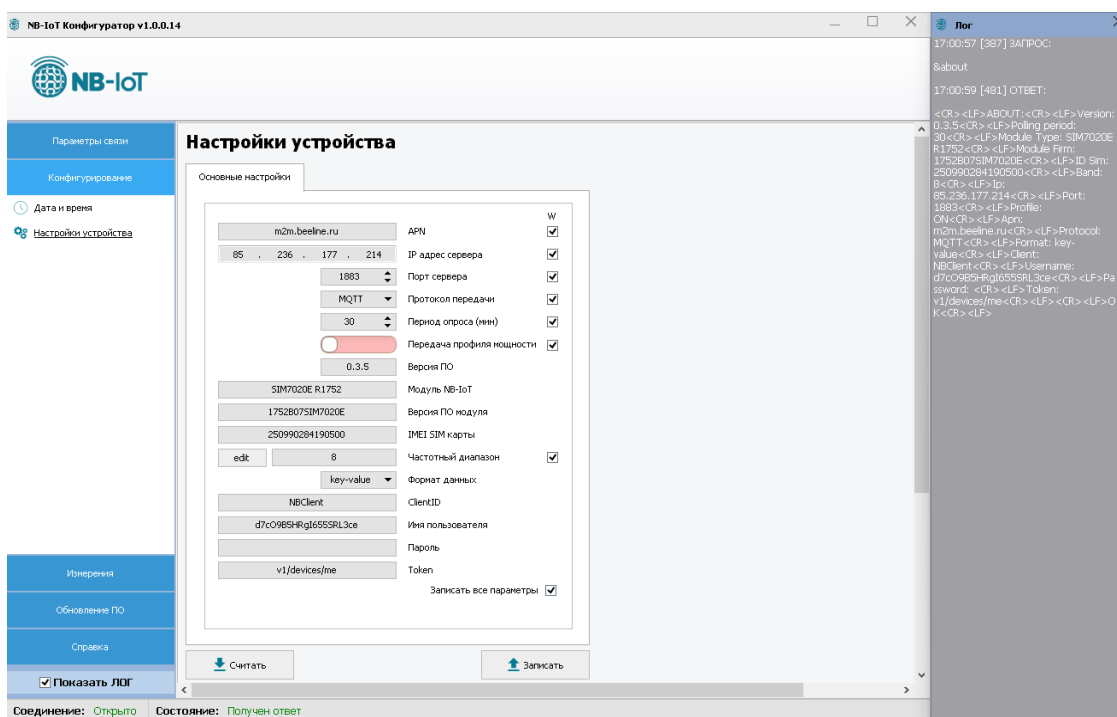 NB-IoT Конфигуратор v1.0.0.14
NB-IoT
Параметры связи
Конфигурирование
Дата и время
Настройки устройства
Измерения
Обновление ПО
Справка
Показать ЛОГ
Настройки устройства
Основные настройки
W
m2m.beeline.ru APN
85 . 236 . 177 . 214 IP адрес сервера
1883 Порт сервера
MQTT Протокол передачи
30 Период опроса (мин)
Передача профиля мощности
0.3.5 Версия ПО
SIM7020E R1752 Модуль NB-IoT
1752B07SIM7020E Версия ПО модуля
250990284190500 IMEI SIM карты
edit 8 Частотный диапазон
key-value Формат данных
NBClient ClientID
d7cO9B5HRgI655SRL3ce Имя пользователя
Пароль
v1/devices/me Token
Записать все параметры
Считать Записать
Соединение: Открыто Состояние: Получен ответ
Лог
17:00:57 [387] ЗАПРОС:
&about
17:00:59 [481] ОТВЕТ:
<CR><LF>ABOUT:<CR><LF>Version:
0.3.5<CR><LF>Polling period:
30<CR><LF>Module Type: SIM7020E
R1752<CR><LF>Module Firm:
1752B07SIM7020E<CR><LF>ID Sim:
250990284190500<CR><LF>Band:
8<CR><LF>Ip:
85.236.177.214<CR><LF>Port:
1883<CR><LF>Profile:
ON<CR><LF>Apn:
m2m.beeline.ru<CR><LF>Protocol:
MQTT<CR><LF>Format: key-
value<CR><LF>Client:
NBClient<CR><LF>Username:
d7cO9B5HRgI655SRL3ce<CR><LF>Pa
ssword: <CR><LF>Token:
v1/devices/me<CR><LF><CR><LF>O
K<CR><LF>